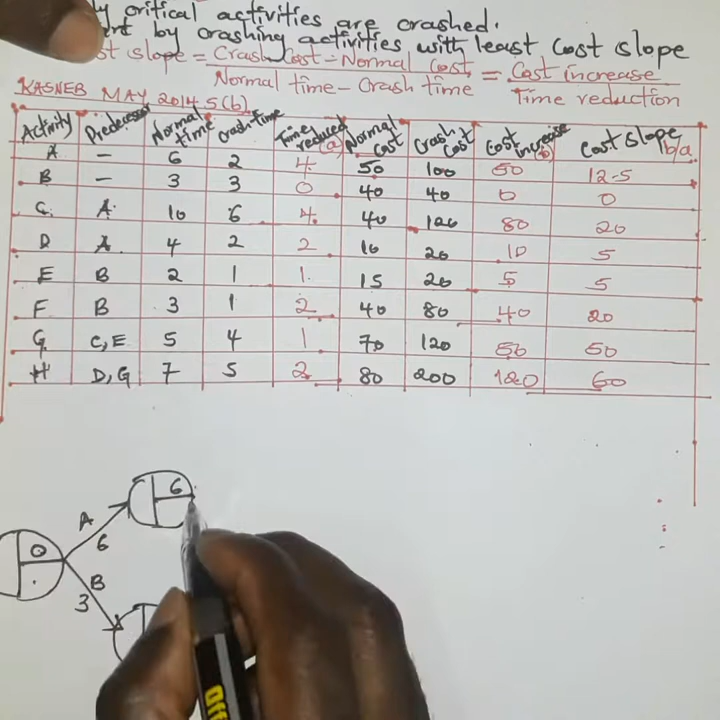 critical activities are crashed.
by crashing activities with least cost slope
slope = Crash Cost - Normal cost = Cost increase
Normal time - Crash time Time reduction
KASNEB MAY 2014 5(b)
Activity Predecessor Normal time Crash time Time reduced (a) Normal Cost Crash Cost Cost increase (b) Cost slope b/a
A - 6 2 4 50 100 50 12.5
B - 3 3 0 40 40 0 0
C A 10 6 4 40 120 80 20
D A 4 2 2 10 20 10 5
E B 2 1 1 15 20 5 5
F B 3 1 2 40 80 40 20
G C,E 5 4 1 70 120 50 50
H D,G 7 5 2 80 200 120 60
6
A
6
0
B
3
Off